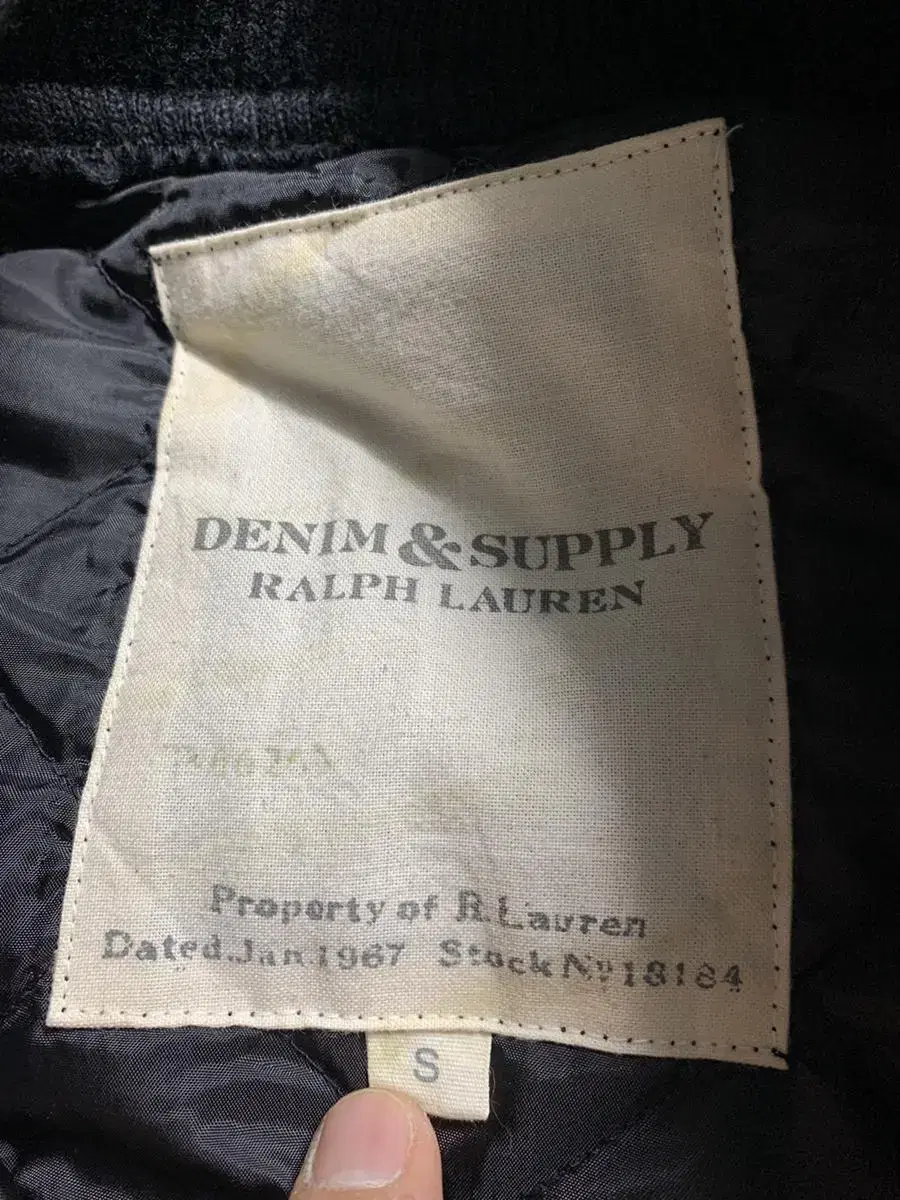 DENIM & SUPPLY
RALPH LAUREN
Property of R. Lauren
Dated. Jan. 1967 Stock Nº 18184
S